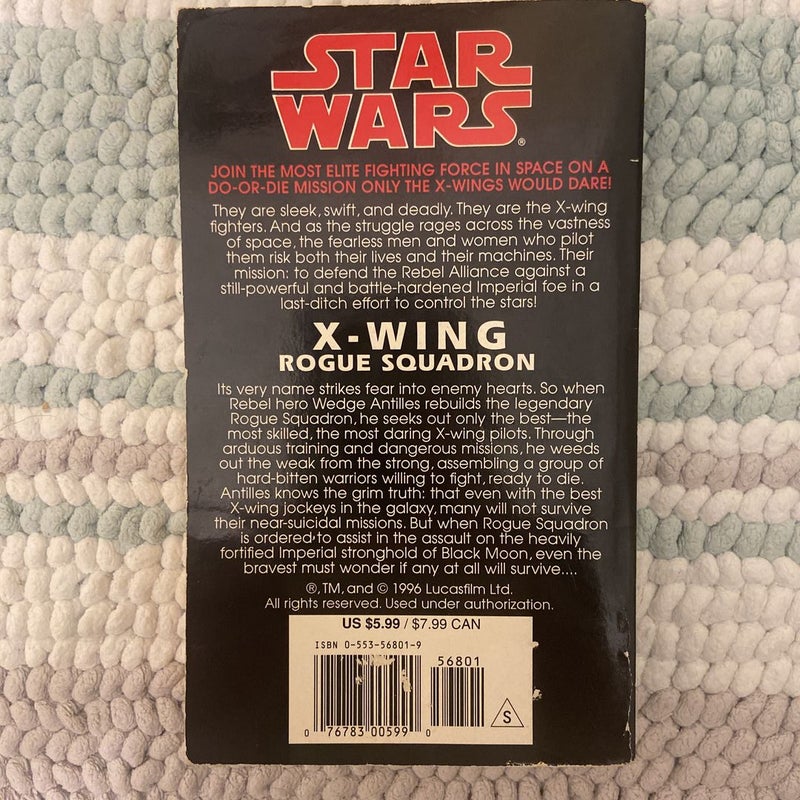 STAR
WARS®
JOIN THE MOST ELITE FIGHTING FORCE IN SPACE ON A
DO-OR-DIE MISSION ONLY THE X-WINGS WOULD DARE!
They are sleek, swift, and deadly. They are the X-wing
fighters. And as the struggle rages across the vastness
of space, the fearless men and women who pilot
them risk both their lives and their machines. Their
mission: to defend the Rebel Alliance against a
still-powerful and battle-hardened Imperial foe in a
last-ditch effort to control the stars!
X-WING
ROGUE SQUADRON
Its very name strikes fear into enemy hearts. So when
Rebel hero Wedge Antilles rebuilds the legendary
Rogue Squadron, he seeks out only the best—the
most skilled, the most daring X-wing pilots. Through
arduous training and dangerous missions, he weeds
out the weak from the strong, assembling a group of
hard-bitten warriors willing to fight, ready to die.
Antilles knows the grim truth: that even with the best
X-wing jockeys in the galaxy, many will not survive
their near-suicidal missions. But when Rogue Squadron
is ordered to assist in the assault on the heavily
fortified Imperial stronghold of Black Moon, even the
bravest must wonder if any at all will survive....
®, TM, and © 1996 Lucasfilm Ltd.
All rights reserved. Used under authorization.
US $5.99 / $7.99 CAN
ISBN 0-553-56801-9
56801
0 76783 00599 0
S